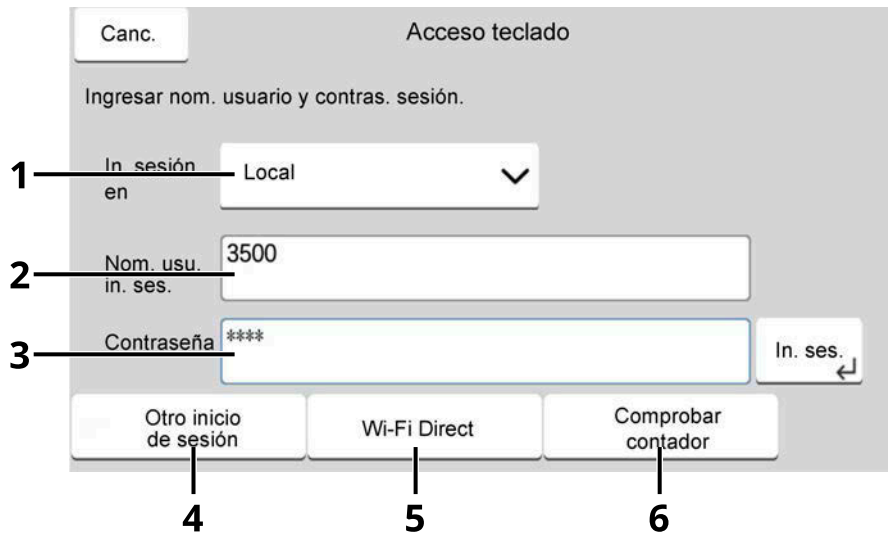 Canc.
Acceso teclado
Ingresar nom. usuario y contras. sesión.
1
In. sesión
en
Local
2
Nom. usu.
in. ses.
3500
3
Contraseña
****
In. ses.
Otro inicio
de sesión
Wi-Fi Direct
Comprobar
contador
4
5
6